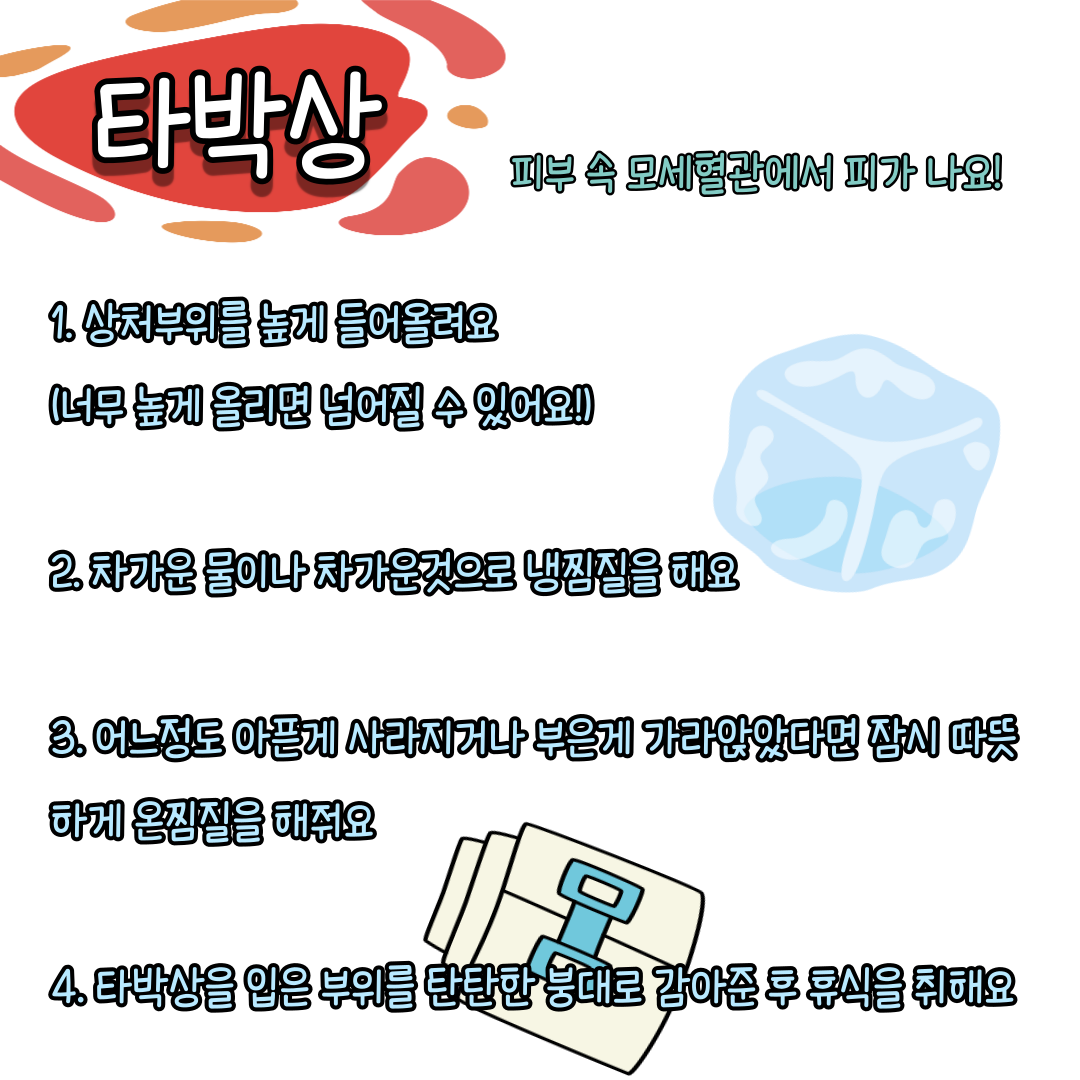 타박상
피부 속 모세혈관에서 피가 나요!
1. 상처부위를 높게 들어올려요
(너무 높게 올리면 넘어질 수 있어요!)
2. 차가운 물이나 차가운것으로 냉찜질을 해요
3. 어느정도 아픈게 사라지거나 부은게 가라앉았다면 잠시 따뜻
하게 온찜질을 해줘요
4. 타박상을 입은 부위를 탄탄한 붕대로 감아준 후 휴식을 취해요